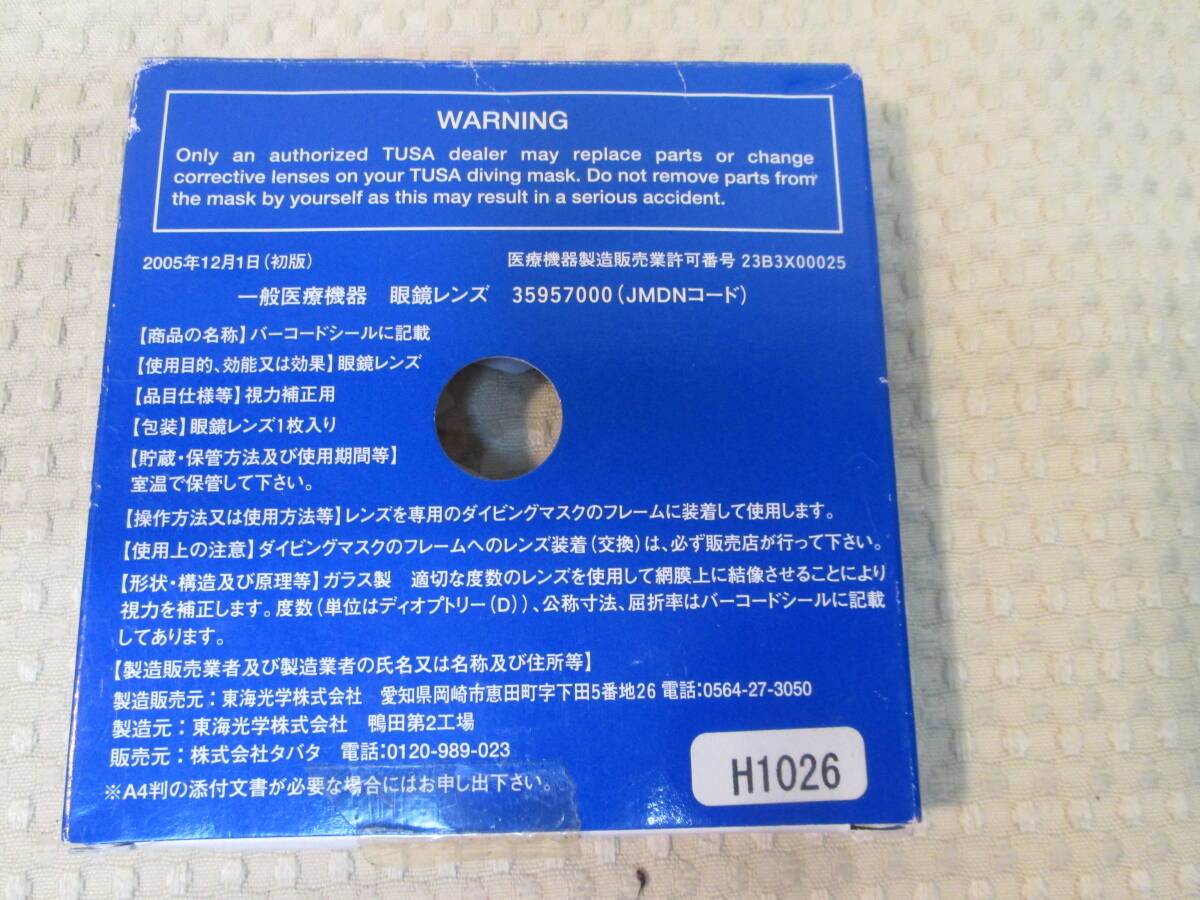 WARNING
Only an authorized TUSA dealer may replace parts or change
corrective lenses on your TUSA diving mask. Do not remove parts from
the mask by yourself as this may result in a serious accident.
2005年12月1日(初版)
医療機器製造販売業許可番号 23B3X00025
一般医療機器 眼鏡レンズ 35957000(JMDNコード)
【商品の名称】バーコードシールに記載
【使用目的、効能又は効果】眼鏡レンズ
【品目仕様等】視力補正用
【包装】眼鏡レンズ1枚入り
【貯蔵・保管方法及び使用期間等】
室温で保管して下さい。
【操作方法又は使用方法等】レンズを専用のダイビングマスクのフレームに装着して使用します。
【使用上の注意】ダイビングマスクのフレームへのレンズ装着(交換)は、必ず販売店が行って下さい。
【形状・構造及び原理等】ガラス製 適切な度数のレンズを使用して網膜上に結像させることにより
視力を補正します。度数(単位はディオプトリー(D))、公称寸法、屈折率はバーコードシールに記載
してあります。
【製造販売業者及び製造業者の氏名又は名称及び住所等】
製造販売元:東海光学株式会社 愛知県岡崎市恵田町字下田5番地26 電話:0564-27-3050
製造元:東海光学株式会社 鴨田第2工場
販売元:株式会社タバタ 電話:0120-989-023
※A4判の添付文書が必要な場合にはお申し出下さい。
H1026